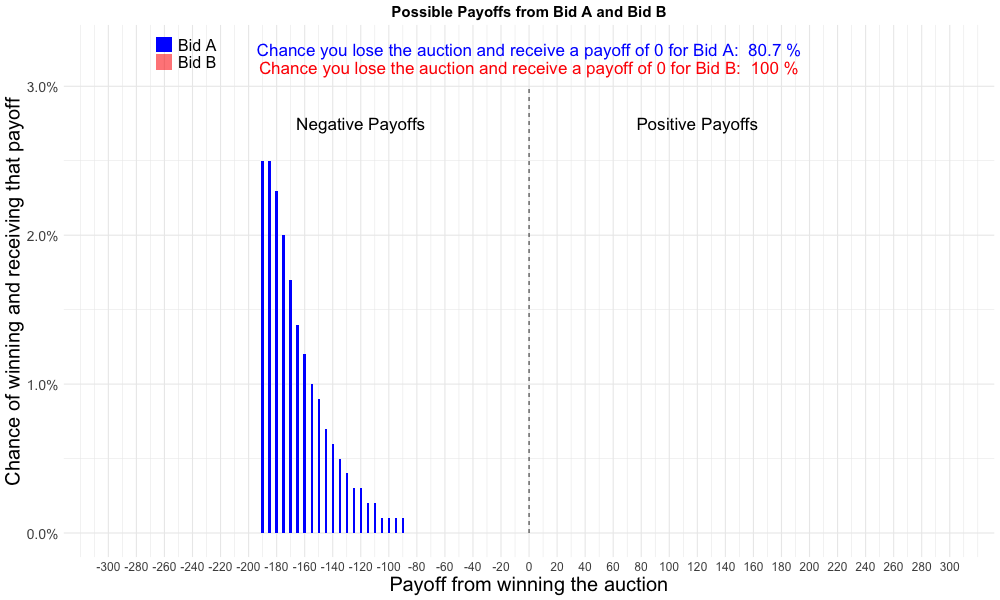 Possible Payoffs from Bid A and Bid B
Bid A
Bid B
Chance you lose the auction and receive a payoff of 0 for Bid A:  80.7 %
Chance you lose the auction and receive a payoff of 0 for Bid B:  100 %
Negative Payoffs
Positive Payoffs
Chance of winning and receiving that payoff
3.0%
2.0%
1.0%
0.0%
-300 -280 -260 -240 -220 -200 -180 -160 -140 -120 -100 -80 -60 -40 -20 0 20 40 60 80 100 120 140 160 180 200 220 240 260 280 300
Payoff from winning the auction